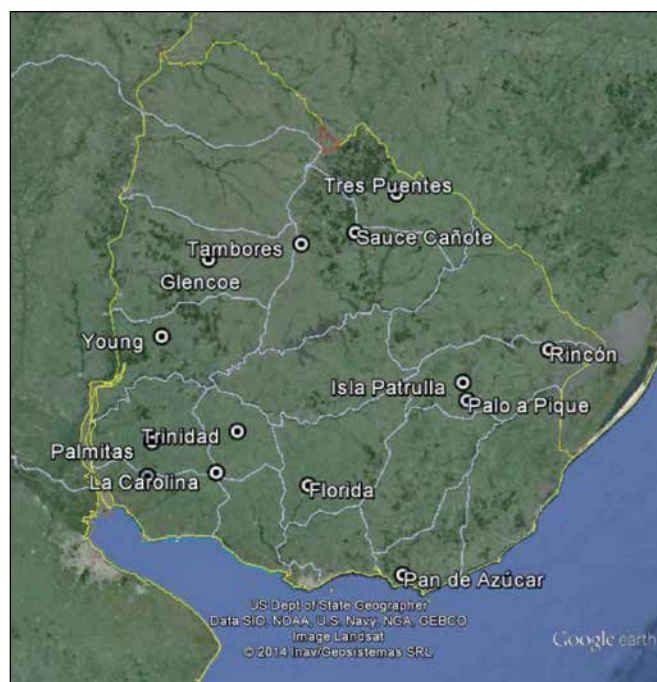 Tres Puentes
Sauce Cañote
Tambores
Glencoe
Young
Rincón
Isla Patrulla
Palo a Pique
Trinidad
Palmitas
La Carolina
Florida
Pan de Azúcar
US Dept of State Geographer
Data SIO, NOAA, U.S. Navy, NGA, GEBCO
Image Landsat
© 2014 Inav/Geosistemas SRL
Google earth